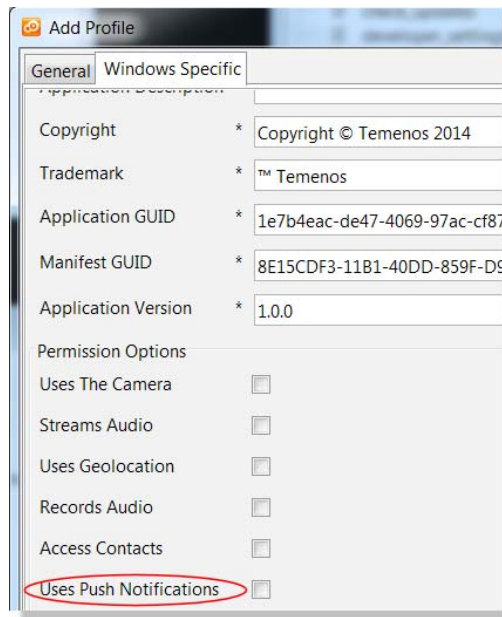 Add Profile
General Windows Specific
Application Description
Copyright * Copyright © Temenos 2014
Trademark * ™ Temenos
Application GUID * 1e7b4eac-de47-4069-97ac-cf87
Manifest GUID * 8E15CDF3-11B1-40DD-859F-D9
Application Version * 1.0.0
Permission Options
Uses The Camera
Streams Audio
Uses Geolocation
Records Audio
Access Contacts
Uses Push Notifications